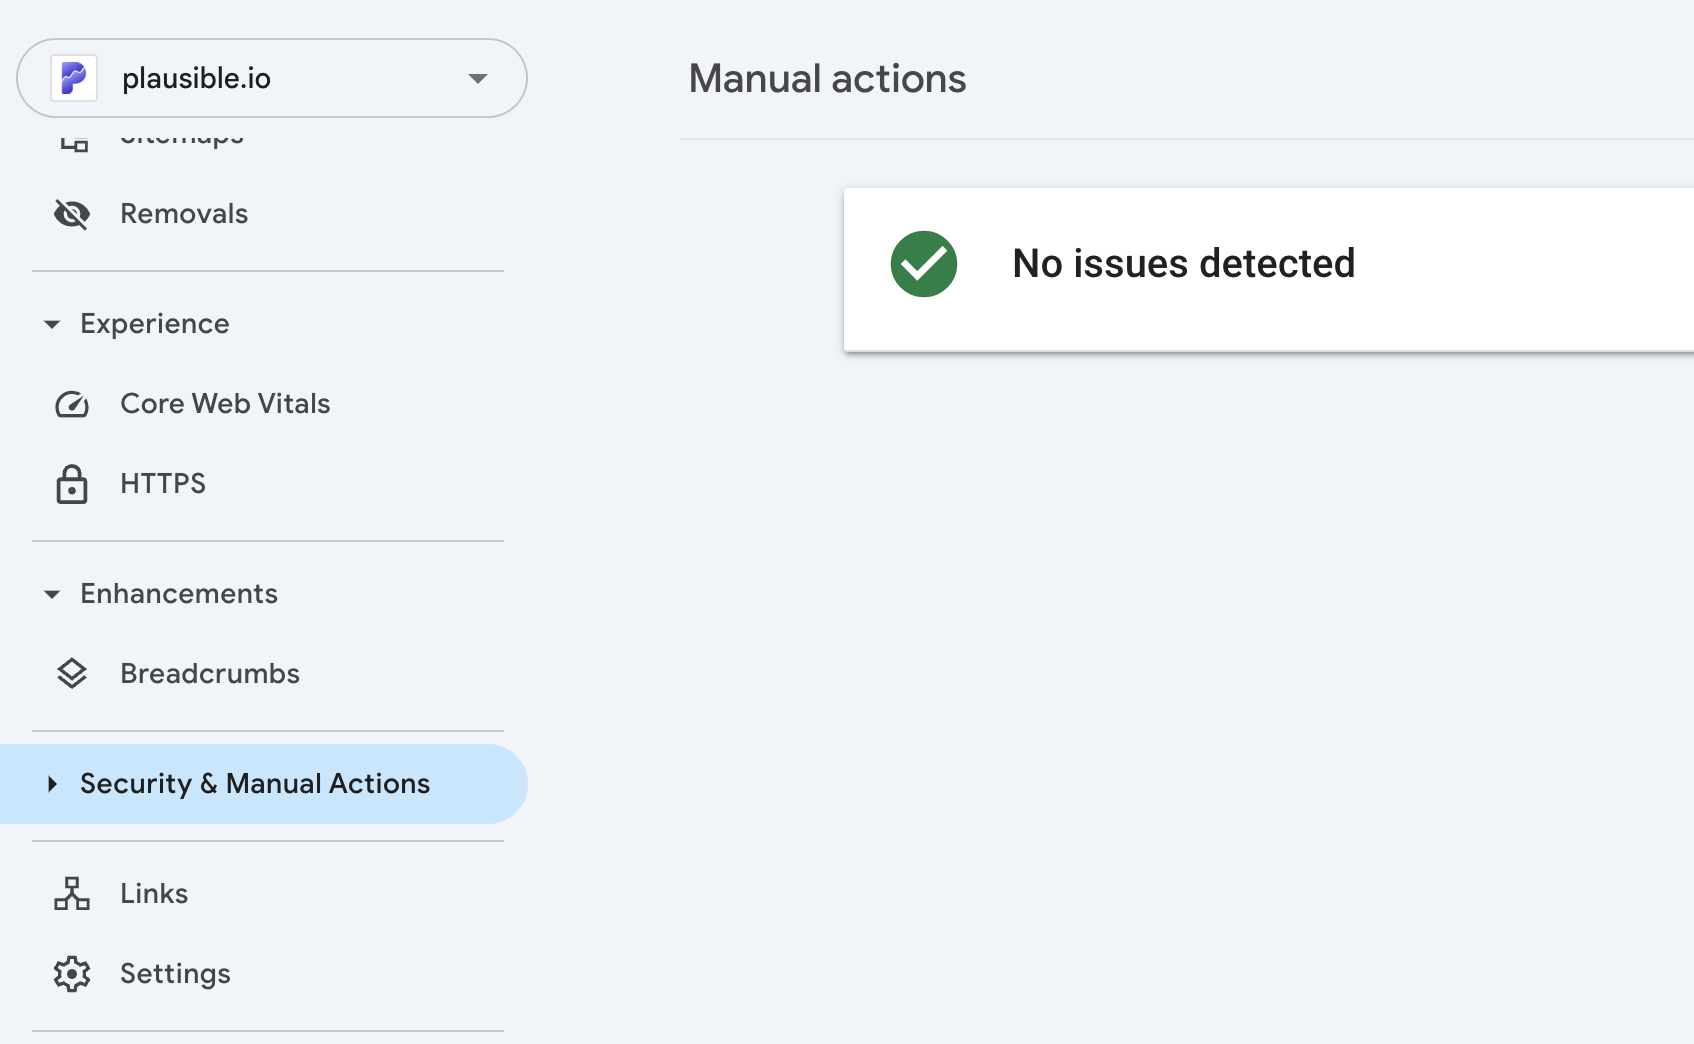 plausible.io
Sitemaps
Removals
Experience
Core Web Vitals
HTTPS
Enhancements
Breadcrumbs
Security & Manual Actions
Links
Settings
Manual actions
No issues detected